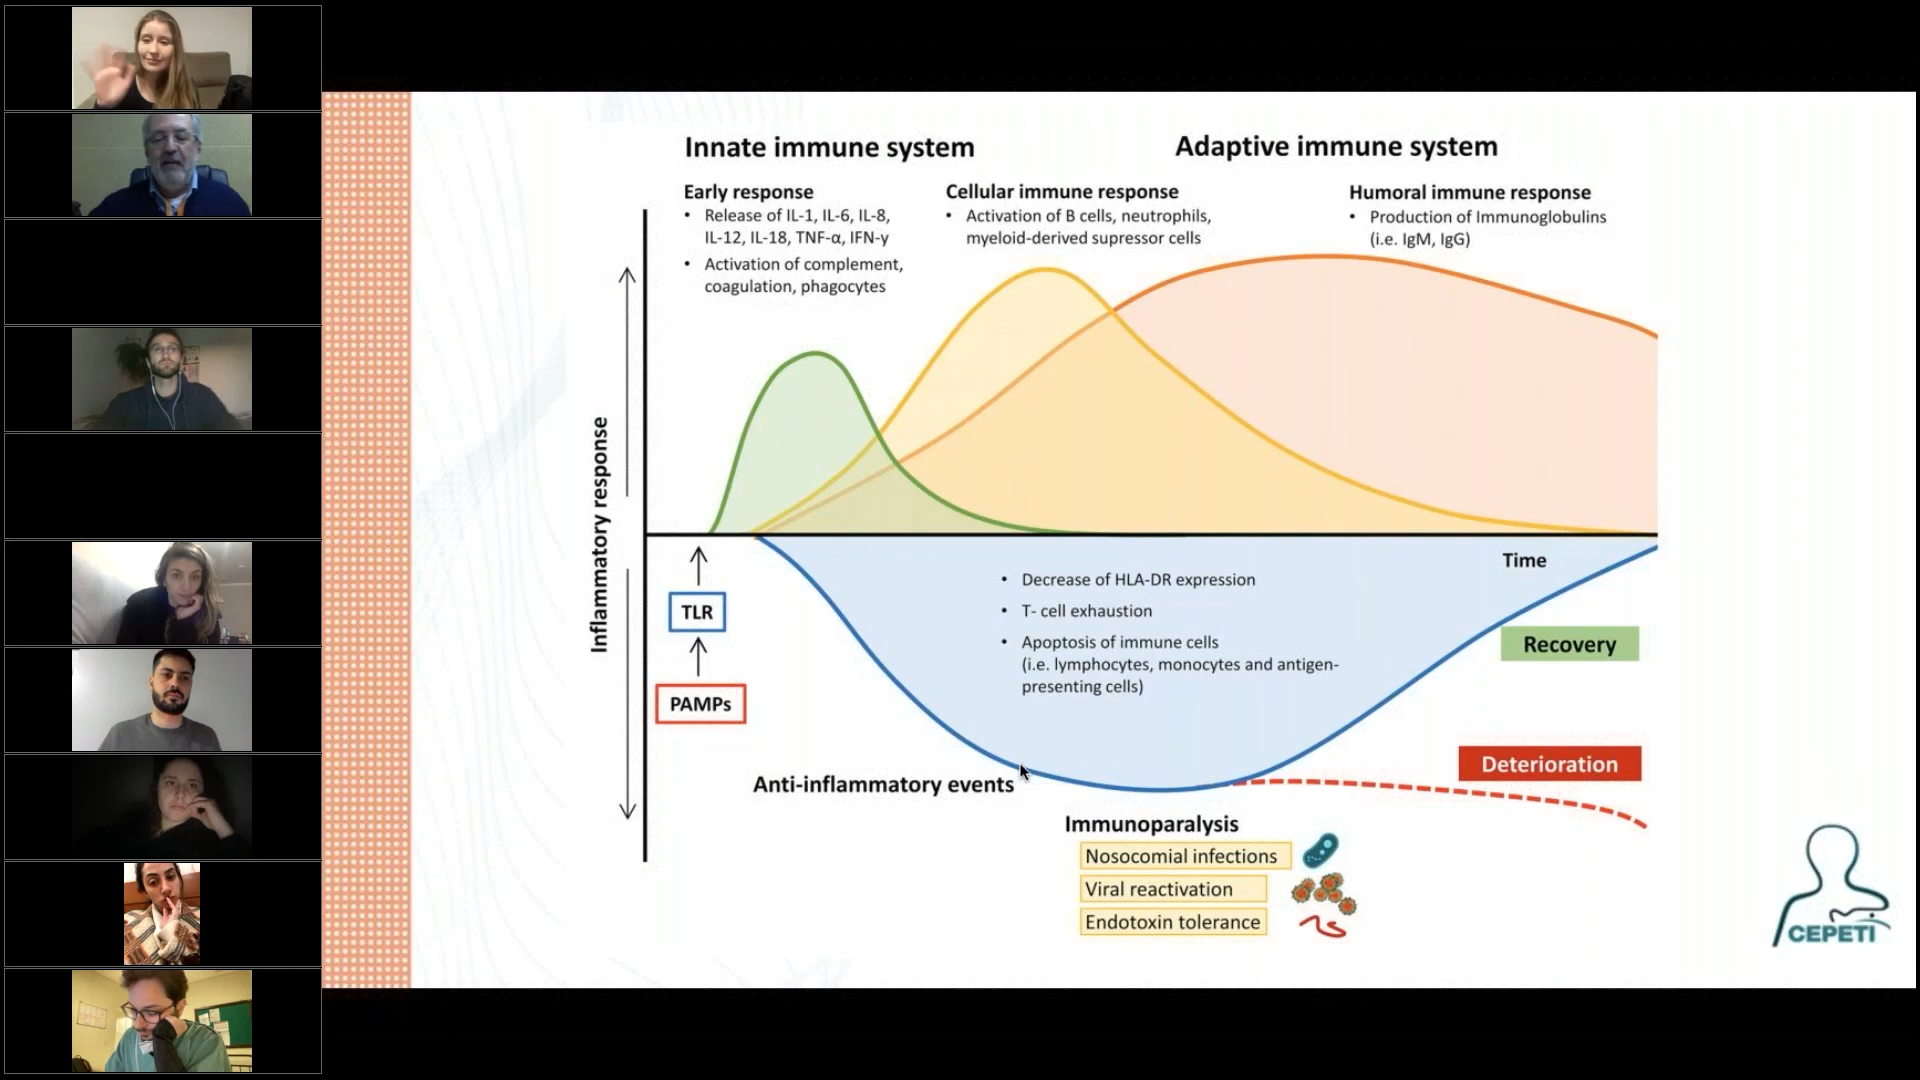 Innate immune system
Adaptive immune system
Early response
• Release of IL-1, IL-6, IL-8,
IL-12, IL-18, TNF-α, IFN-γ
• Activation of complement,
coagulation, phagocytes
Cellular immune response
• Activation of B cells, neutrophils,
myeloid-derived supressor cells
Humoral immune response
• Production of Immunoglobulins
(i.e. IgM, IgG)
Inflammatory response
Time
TLR
PAMPs
• Decrease of HLA-DR expression
• T- cell exhaustion
• Apoptosis of immune cells
(i.e. lymphocytes, monocytes and antigen-
presenting cells)
Recovery
Deterioration
Anti-inflammatory events
Immunoparalysis
Nosocomial infections
Viral reactivation
Endotoxin tolerance
CEPETI